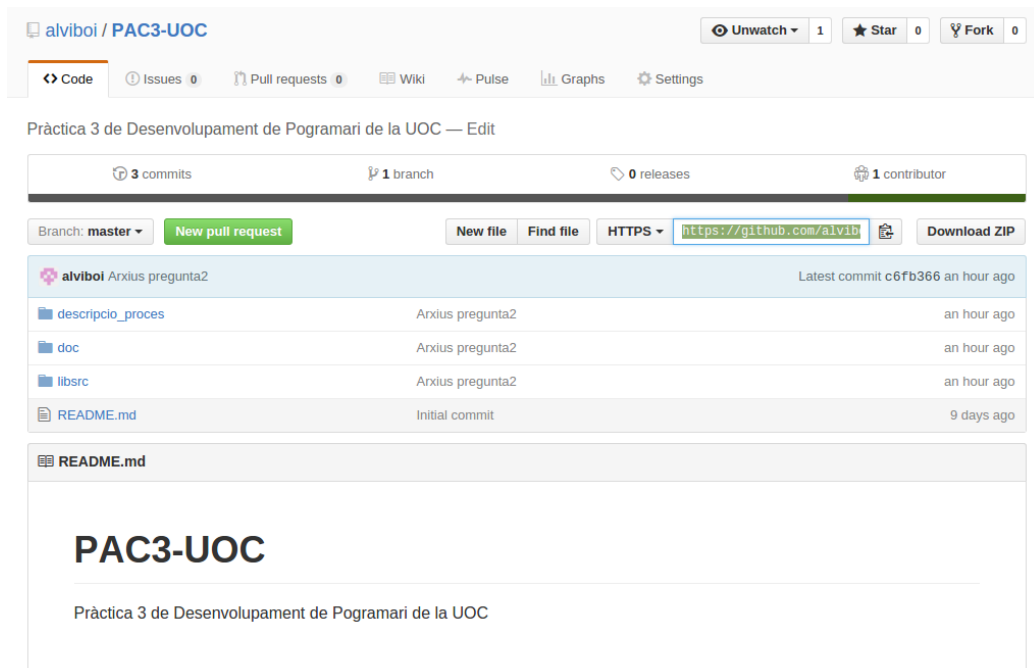 alviboi / PAC3-UOC Unwatch 1 Star 0 Fork 0
Code Issues 0 Pull requests 0 Wiki Pulse Graphs Settings
Pràctica 3 de Desenvolupament de Pogramari de la UOC — Edit
3 commits 1 branch 0 releases 1 contributor
Branch: master New pull request New file Find file HTTPS https://github.com/alvibo Download ZIP
alviboi Arxius pregunta2 Latest commit c6fb366 an hour ago
descripcio_proces Arxius pregunta2 an hour ago
doc Arxius pregunta2 an hour ago
libsrc Arxius pregunta2 an hour ago
README.md Initial commit 9 days ago
README.md
PAC3-UOC
Pràctica 3 de Desenvolupament de Pogramari de la UOC